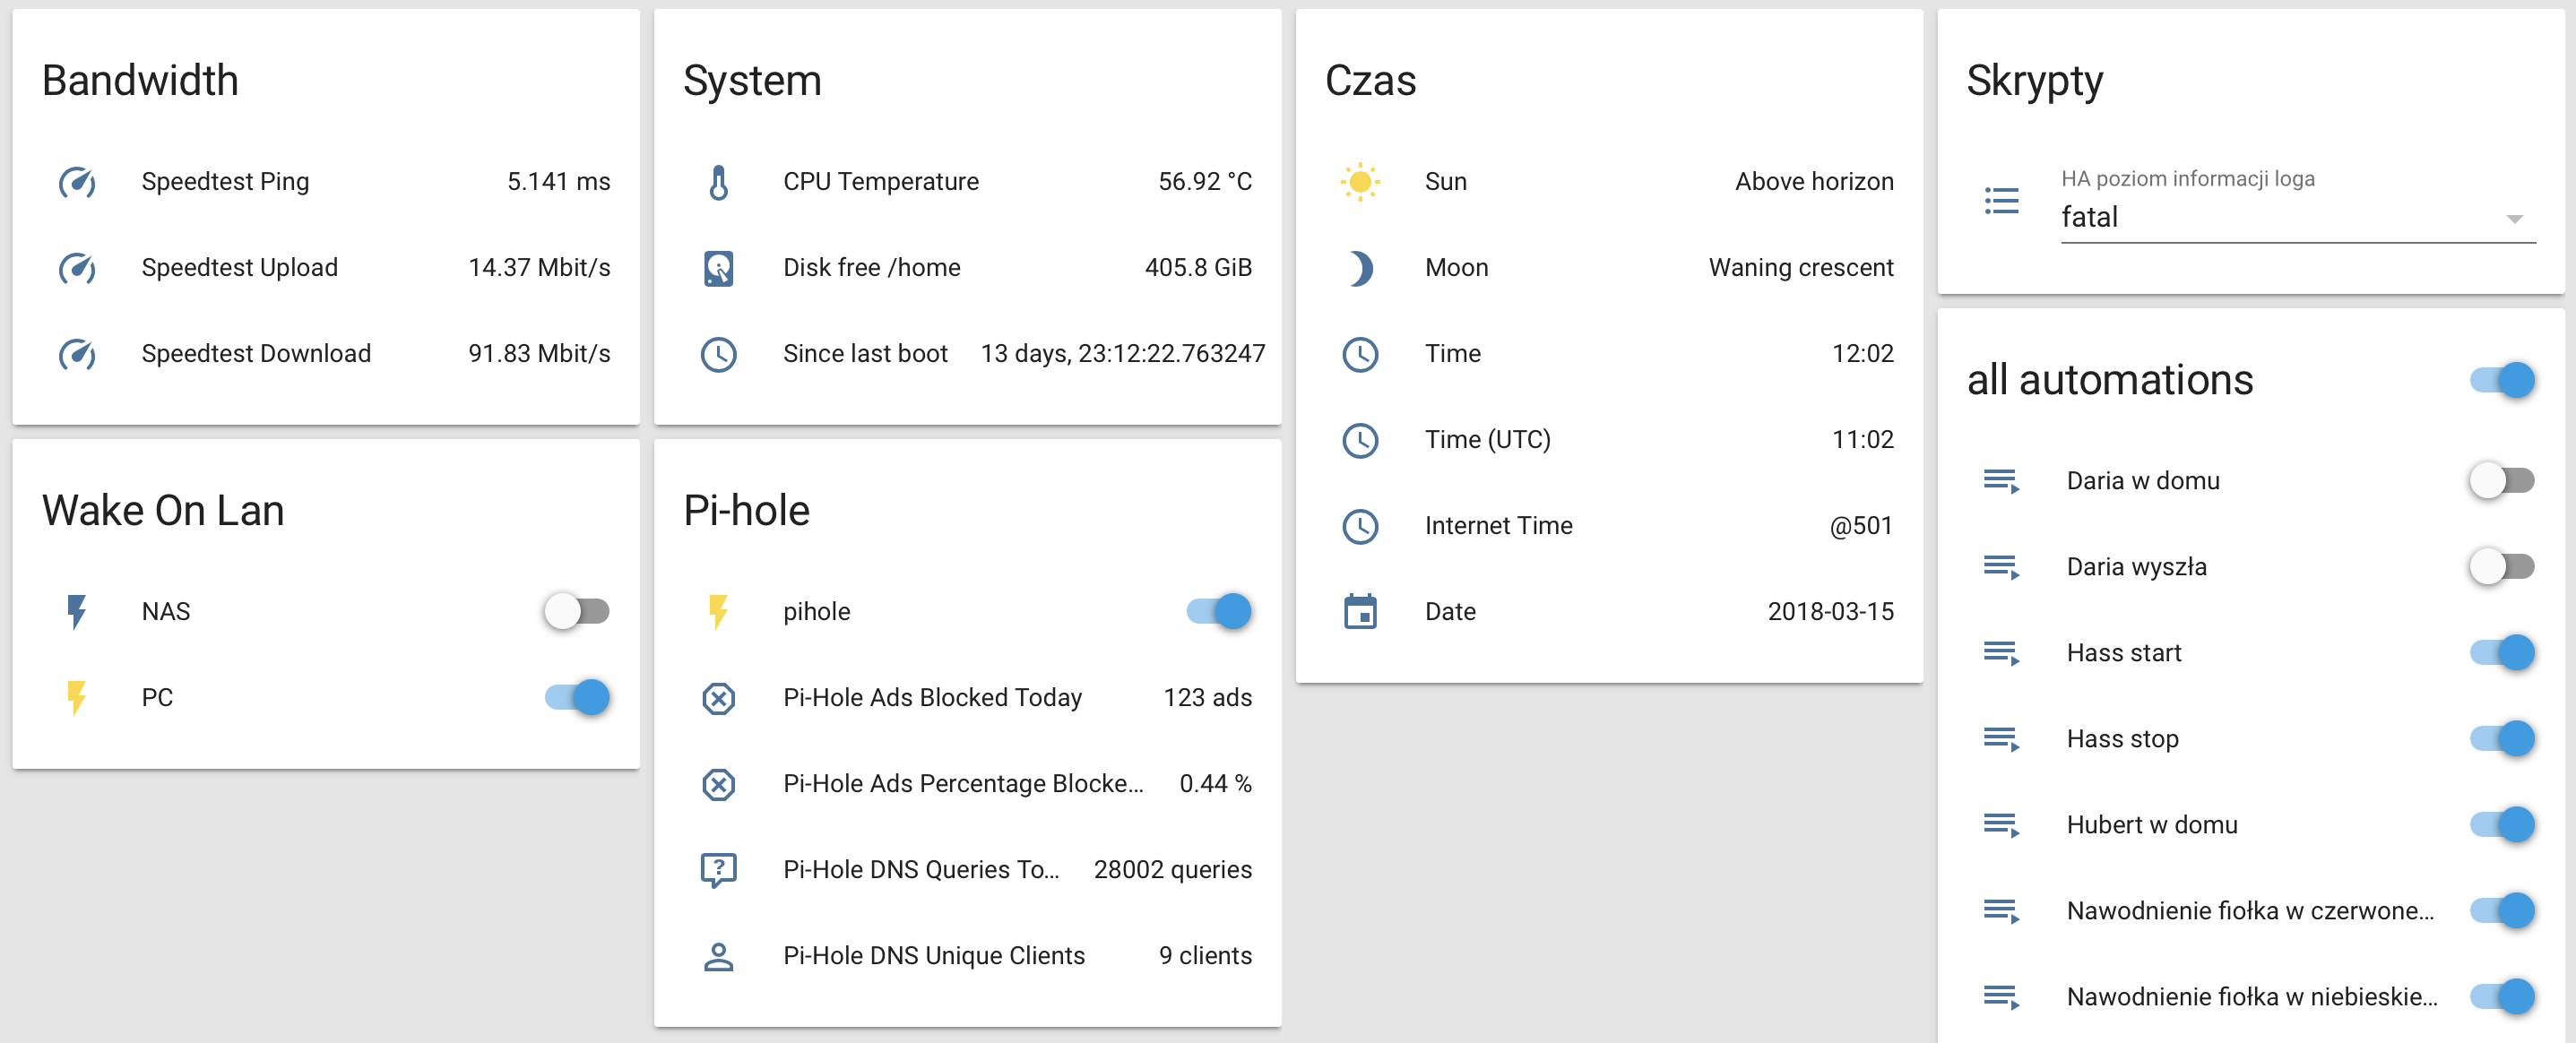 Bandwidth
Speedtest Ping 5.141 ms
Speedtest Upload 14.37 Mbit/s
Speedtest Download 91.83 Mbit/s
Wake On Lan
NAS
PC
System
CPU Temperature 56.92 °C
Disk free /home 405.8 GiB
Since last boot 13 days, 23:12:22.763247
Pi-hole
pihole
Pi-Hole Ads Blocked Today 123 ads
Pi-Hole Ads Percentage Blocke... 0.44 %
Pi-Hole DNS Queries To... 28002 queries
Pi-Hole DNS Unique Clients 9 clients
Czas
Sun Above horizon
Moon Waning crescent
Time 12:02
Time (UTC) 11:02
Internet Time @501
Date 2018-03-15
Skrypty
HA poziom informacji loga
fatal
all automations
Daria w domu
Daria wyszła
Hass start
Hass stop
Hubert w domu
Nawodnienie fiołka w czerwone...
Nawodnienie fiołka w niebieskie...